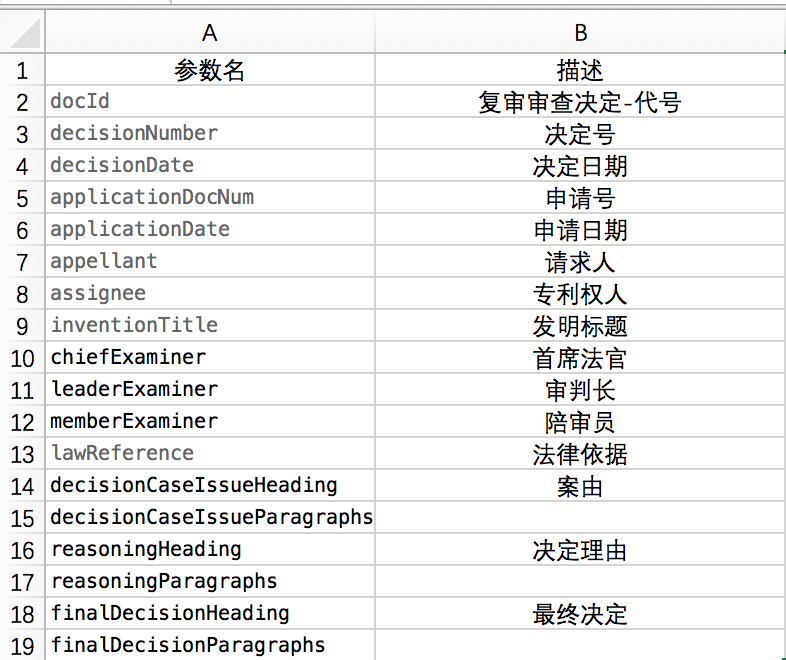 A B
1 参数名 描述
2 docId 复审审查决定-代号
3 decisionNumber 决定号
4 decisionDate 决定日期
5 applicationDocNum 申请号
6 applicationDate 申请日期
7 appellant 请求人
8 assignee 专利权人
9 inventionTitle 发明标题
10 chiefExaminer 首席法官
11 leaderExaminer 审判长
12 memberExaminer 陪审员
13 lawReference 法律依据
14 decisionCaseIssueHeading 案由
15 decisionCaseIssueParagraphs
16 reasoningHeading 决定理由
17 reasoningParagraphs
18 finalDecisionHeading 最终决定
19 finalDecisionParagraphs